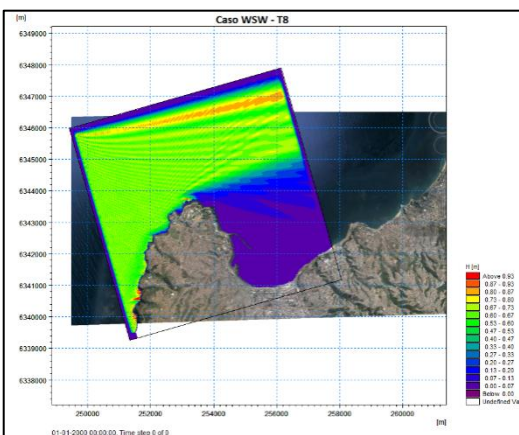 Caso WSW - T8
[m]
6349000
6348000
6347000
6346000
6345000
6344000
6343000
6342000
6341000
6340000
6339000
6338000
250000
252000
254000
256000
258000
260000
[m]
H [m]
Above 0.93
0.87 - 0.93
0.80 - 0.87
0.73 - 0.80
0.67 - 0.73
0.60 - 0.67
0.53 - 0.60
0.47 - 0.53
0.40 - 0.47
0.33 - 0.40
0.27 - 0.33
0.20 - 0.27
0.13 - 0.20
0.07 - 0.13
0.00 - 0.07
Below 0.00
Undefined Va
01-01-2000 00:00:00 Time step 0 of 0